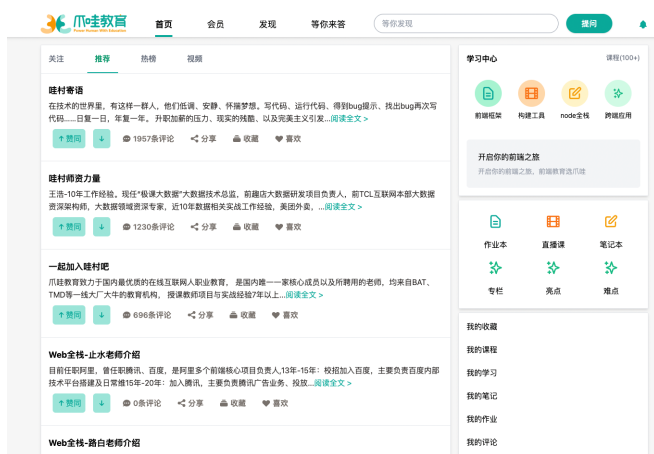 爪哇教育
首页 会员 发现 等你来答 等你发现 提问
关注 推荐 热榜 视频
哇村寄语
在技术的世界里，有这样一群人，他们低调、安静、怀揣梦想。写代码、运行代码、得到bug提示、找出bug再次写
代码......日复一日，年复一年。 升职加薪的压力、现实的残酷、以及完美主义引发...阅读全文 >
↑赞同 ↓ 1957条评论 分享 收藏 喜欢
哇村师资力量
王浩-10年工作经验。现任“极课大数据”大数据技术总监，前趣店大数据研发项目负责人，前TCL互联网本部大数据
资深架构师，大数据领域资深专家，近10年数据相关实战工作经验，美团外卖，...阅读全文 >
↑赞同 ↓ 1230条评论 分享 收藏 喜欢
一起加入哇村吧
爪哇教育致力于国内最优质的在线互联网人职业教育， 是国内唯一一家核心成员以及所聘用的老师，均来自BAT、
TMD等一线大厂大牛的教育机构， 授课教师项目与实战经验7年以上...阅读全文 >
↑赞同 ↓ 696条评论 分享 收藏 喜欢
Web全栈-止水老师介绍
目前任职阿里，曾任职腾讯、百度，是阿里多个前端核心项目负责人,13年-15年：校招加入百度，主要负责百度内部
技术平台搭建及日常维15年-20年：加入腾讯，主要负责腾讯广告业务、投放...阅读全文 >
↑赞同 ↓ 0条评论 分享 收藏 喜欢
Web全栈-路白老师介绍
学习中心 课程(100+)
前端框架 构建工具 node全栈 跨端应用
开启你的前端之旅
开启你的前端之旅，前端教育选爪哇
作业本 直播课 笔记本
专栏 亮点 难点
我的收藏
我的课程
我的学习
我的笔记
我的作业
我的评论